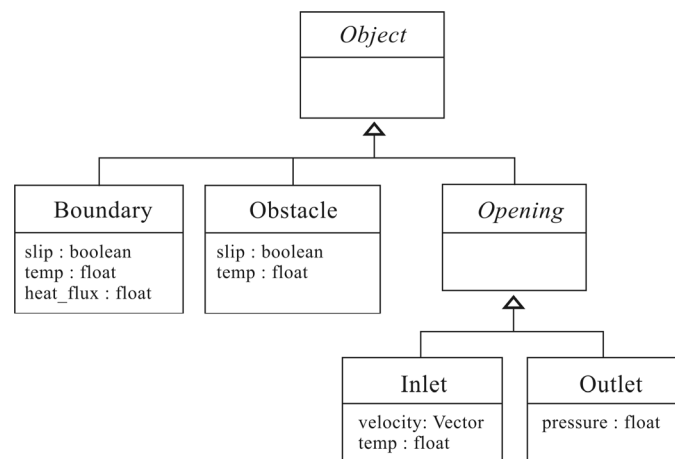 Object
Boundary
slip : boolean
temp : float
heat_flux : float
Obstacle
slip : boolean
temp : float
Opening
Inlet
velocity: Vector
temp : float
Outlet
pressure : float